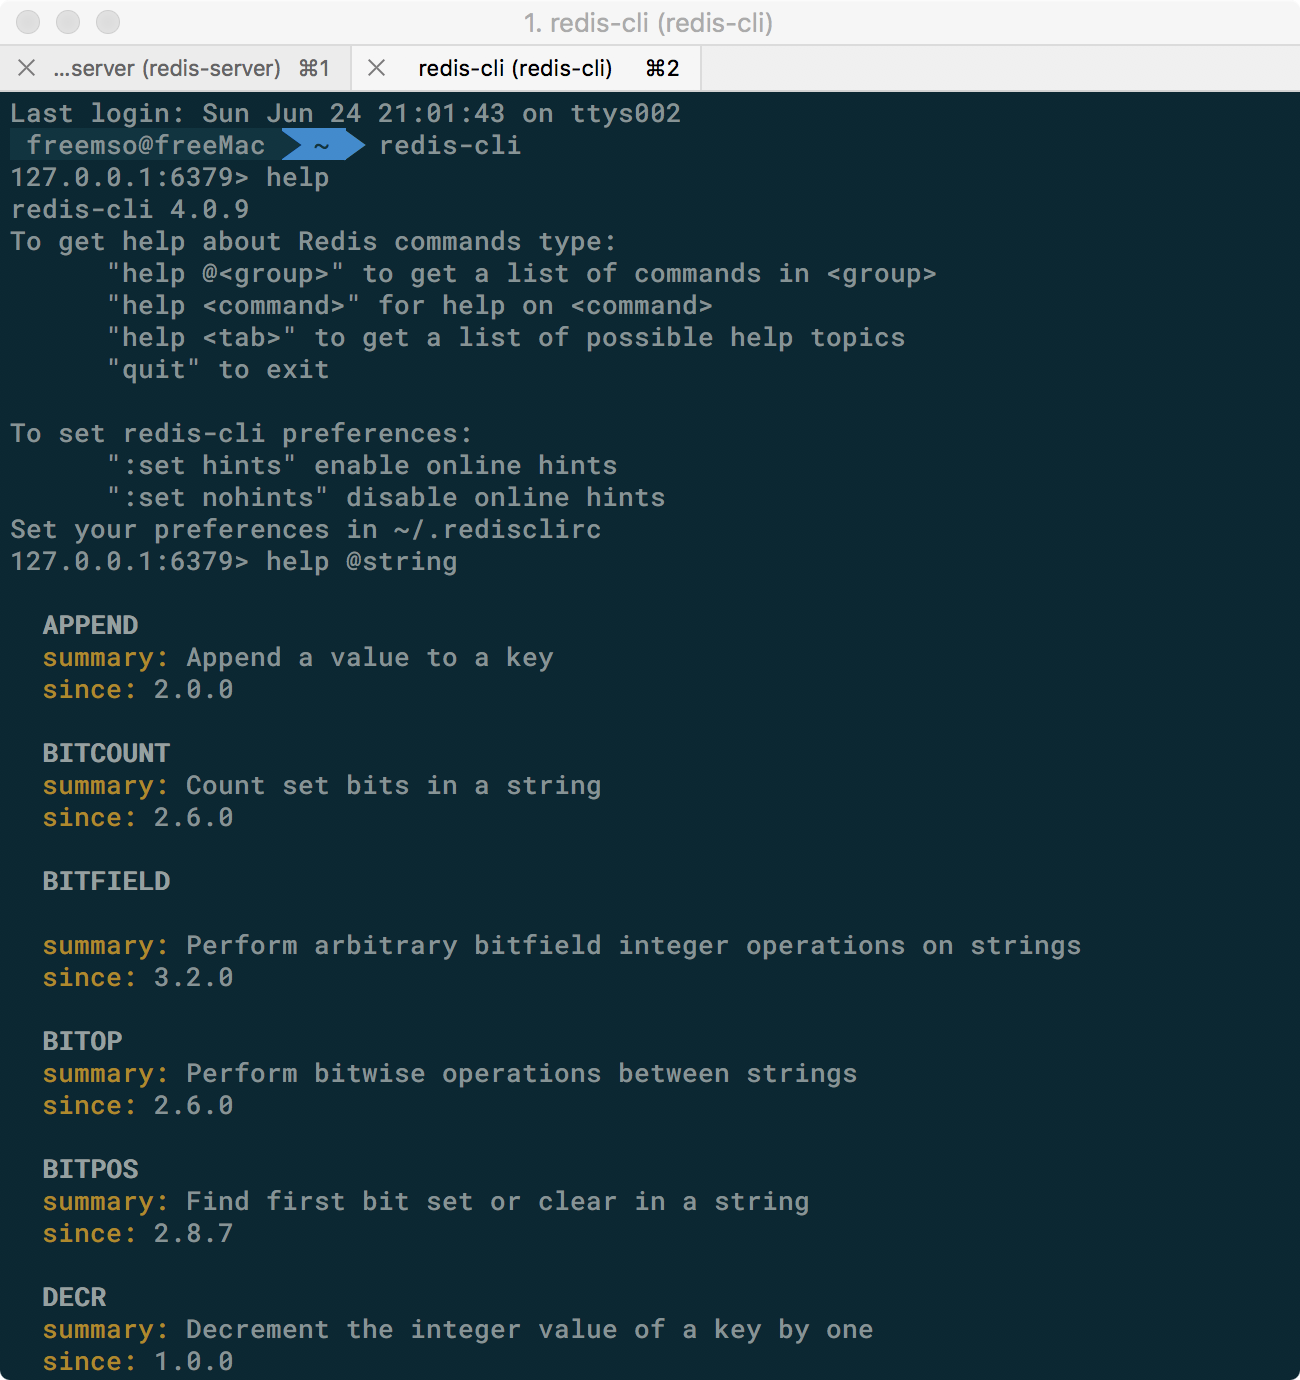 1. redis-cli (redis-cli)
...server (redis-server) ⌘1 redis-cli (redis-cli) ⌘2
Last login: Sun Jun 24 21:01:43 on ttys002
freemso@freeMac ~ redis-cli
127.0.0.1:6379> help
redis-cli 4.0.9
To get help about Redis commands type:
"help @<group>" to get a list of commands in <group>
"help <command>" for help on <command>
"help <tab>" to get a list of possible help topics
"quit" to exit
To set redis-cli preferences:
":set hints" enable online hints
":set nohints" disable online hints
Set your preferences in ~/.redisclirc
127.0.0.1:6379> help @string
APPEND
summary: Append a value to a key
since: 2.0.0
BITCOUNT
summary: Count set bits in a string
since: 2.6.0
BITFIELD
summary: Perform arbitrary bitfield integer operations on strings
since: 3.2.0
BITOP
summary: Perform bitwise operations between strings
since: 2.6.0
BITPOS
summary: Find first bit set or clear in a string
since: 2.8.7
DECR
summary: Decrement the integer value of a key by one
since: 1.0.0